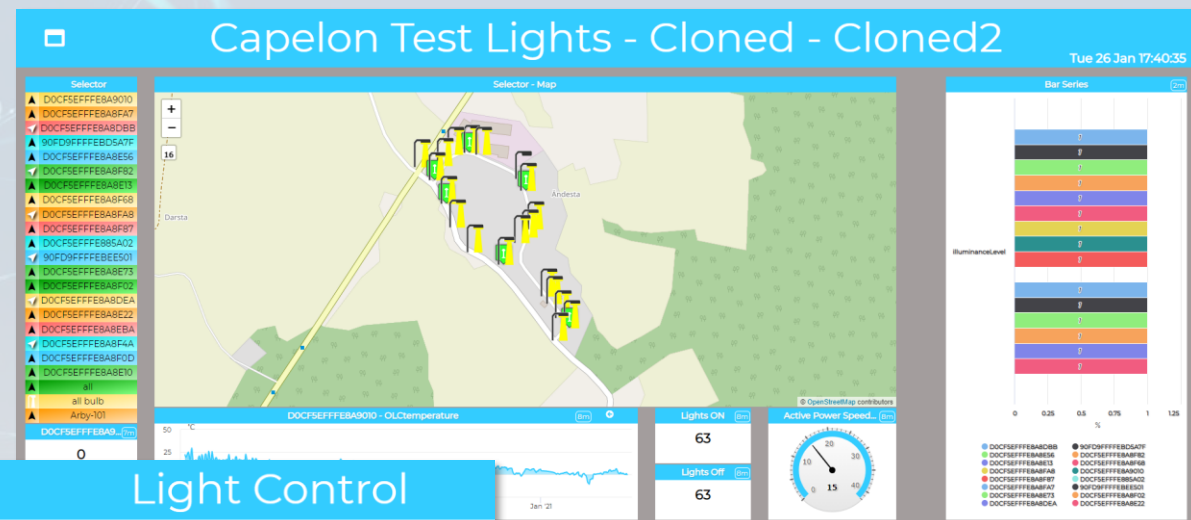 Capelon Test Lights - Cloned - Cloned2
Tue 26 Jan 17:40:35
Selector
D0CF5EFFFE8A9010
D0CF5EFFFE8A8FA7
D0CF5EFFFE8A8DBB
90FD9FFFFEBD5A7F
D0CF5EFFFE8A8E56
D0CF5EFFFE8A8F82
D0CF5EFFFE8A8E13
D0CF5EFFFE8A8F68
D0CF5EFFFE8A8FA8
D0CF5EFFFE8A8F87
D0CF5EFFFE885A02
90FD9FFFFEBEE501
D0CF5EFFFE8A8E73
D0CF5EFFFE8A8F02
D0CF5EFFFE8A8DEA
D0CF5EFFFE8A8E22
D0CF5EFFFE8A8EBA
D0CF5EFFFE8A8F4A
D0CF5EFFFE8A8F0D
D0CF5EFFFE8A8E10
all
all bulb
Arby-101
D0CF5EFFFE8A9... 7m
0
Selector - Map
+
−
16
Darsta
Andesta
© OpenStreetMap contributors
D0CF5EFFFE8A9010 - OLCtemperature 8m
50
°C
25
Jan '21
Lights ON 8m
63
Lights Off 8m
63
Active Power Speed... 8m
0
10
20
30
40
15
Bar Series 2m
illuminanceLevel
0 0.25 0.5 0.75 1 1.25
%
D0CF5EFFFE8A8DBB 90FD9FFFFEBD5A7F
D0CF5EFFFE8A8E56 D0CF5EFFFE8A8F82
D0CF5EFFFE8A8E13 D0CF5EFFFE8A8F68
D0CF5EFFFE8A8FA8 D0CF5EFFFE8A9010
D0CF5EFFFE8A8F87 D0CF5EFFFE885A02
D0CF5EFFFE8A8FA7 90FD9FFFFEBEE501
D0CF5EFFFE8A8E73 D0CF5EFFFE8A8F02
D0CF5EFFFE8A8DEA D0CF5EFFFE8A8E22
Light Control